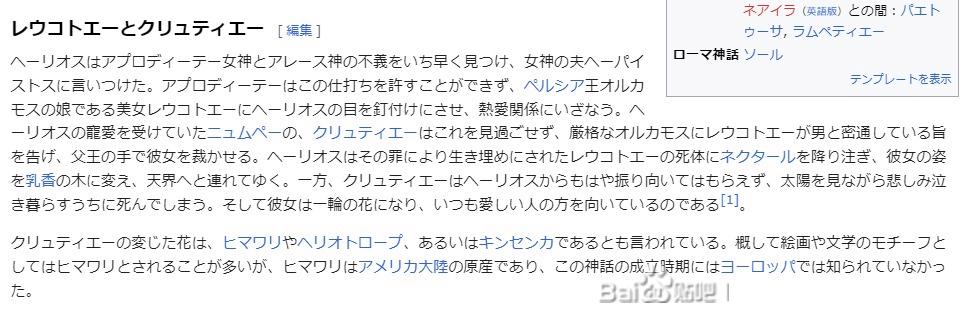 ネアイラ（英語版）との間：パエト
ゥーサ, ラムペティエー
ローマ神話 ソール
テンプレートを表示
レウコトエーとクリュティエー [ 編集 ]
ヘーリオスはアプロディーテー女神とアレース神の不義をいち早く見つけ、女神の夫ヘーパイ
ストスに言いつけた。アプロディーテーはこの仕打ちを許すことができず、ペルシア王オルカ
モスの娘である美女レウコトエーにヘーリオスの目を釘付けにさせ、熱愛関係にいざなう。ヘ
ーリオスの寵愛を受けていたニュムペーの、クリュティエーはこれを見過ごせず、厳格なオルカモスにレウコトエーが男と密通している旨
を告げ、父王の手で彼女を裁かせる。ヘーリオスはその罪により生き埋めにされたレウコトエーの死体にネクタールを降り注ぎ、彼女の姿
を乳香の木に変え、天界へと連れてゆく。一方、クリュティエーはヘーリオスからもはや振り向いてはもらえず、太陽を見ながら悲しみ泣
き暮らすうちに死んでしまう。そして彼女は一輪の花になり、いつも愛しい人の方を向いているのである[1]。
クリュティエーの変じた花は、ヒマワリやヘリオトロープ、あるいはキンセンカであるとも言われている。概して絵画や文学のモチーフと
してはヒマワリとされることが多いが、ヒマワリはアメリカ大陸の原産であり、この神話の成立時期にはヨーロッパでは知られていなかっ
た。
Bai 贴吧